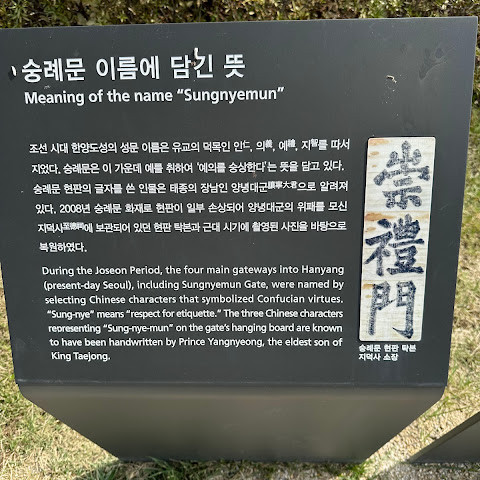 숭례문 이름에 담긴 뜻
Meaning of the name “Sungnyemun”
조선 시대 한양도성의 성문 이름은 유교의 덕목인 인仁, 의義, 예禮, 지智를 따서
지었다. 숭례문은 이 가운데 예를 취하여 ‘예의를 숭상한다’는 뜻을 담고 있다.
숭례문 현판의 글자를 쓴 인물은 태종의 장남인 양녕대군讓寧大君으로 알려져
있다. 2008년 숭례문 화재로 현판이 일부 손상되어 양녕대군의 위패를 모신
지덕사至德祠에 보관되어 있던 현판 탁본과 근대 시기에 촬영된 사진을 바탕으로
복원하였다.
During the Joseon Period, the four main gateways into Hanyang
(present-day Seoul), including Sungnyemun Gate, were named by
selecting Chinese characters that symbolized Confucian virtues.
“Sung-nye” means “respect for etiquette.” The three Chinese characters
representing “Sung-nye-mun” on the gate’s hanging board are known
to have been handwritten by Prince Yangnyeong, the eldest son of
King Taejong.
崇禮門
숭례문 현판 탁본
지덕사 소장